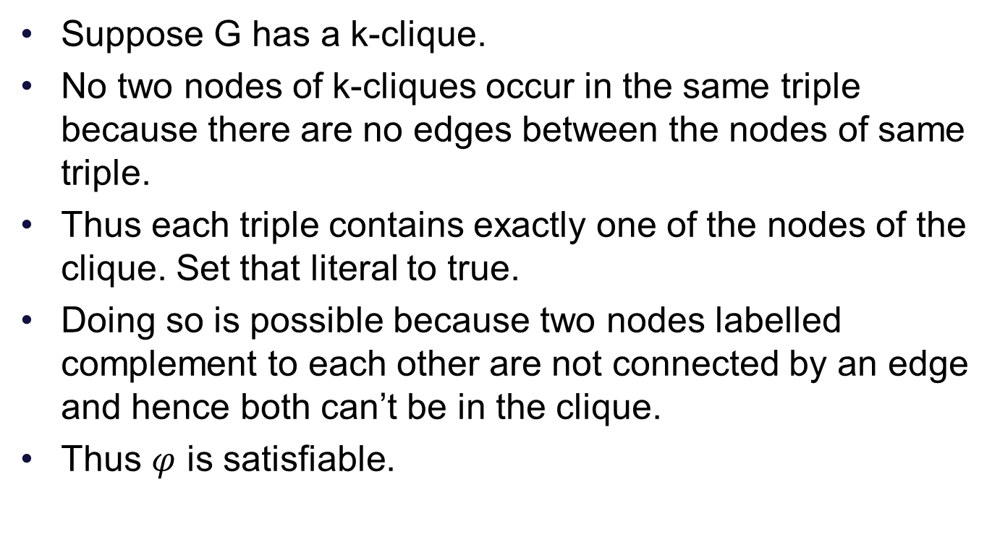 • Suppose G has a k-clique.
• No two nodes of k-cliques occur in the same triple
because there are no edges between the nodes of same
triple.
• Thus each triple contains exactly one of the nodes of the
clique. Set that literal to true.
• Doing so is possible because two nodes labelled
complement to each other are not connected by an edge
and hence both can’t be in the clique.
• Thus 𝜑 is satisfiable.